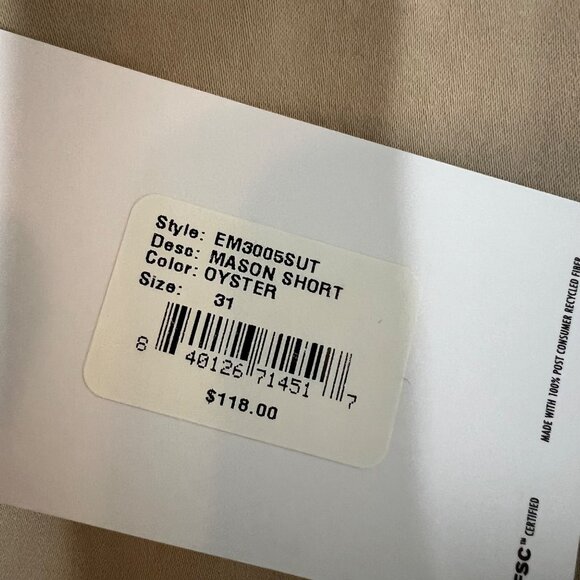 Style: EM3005SUT
Desc: MASON SHORT
Color: OYSTER
Size: 31
8 40126 71451 7
$118.00
MADE WITH 100% POST CONSUMER RECYCLED FIBER
FSC™ CERTIFIED